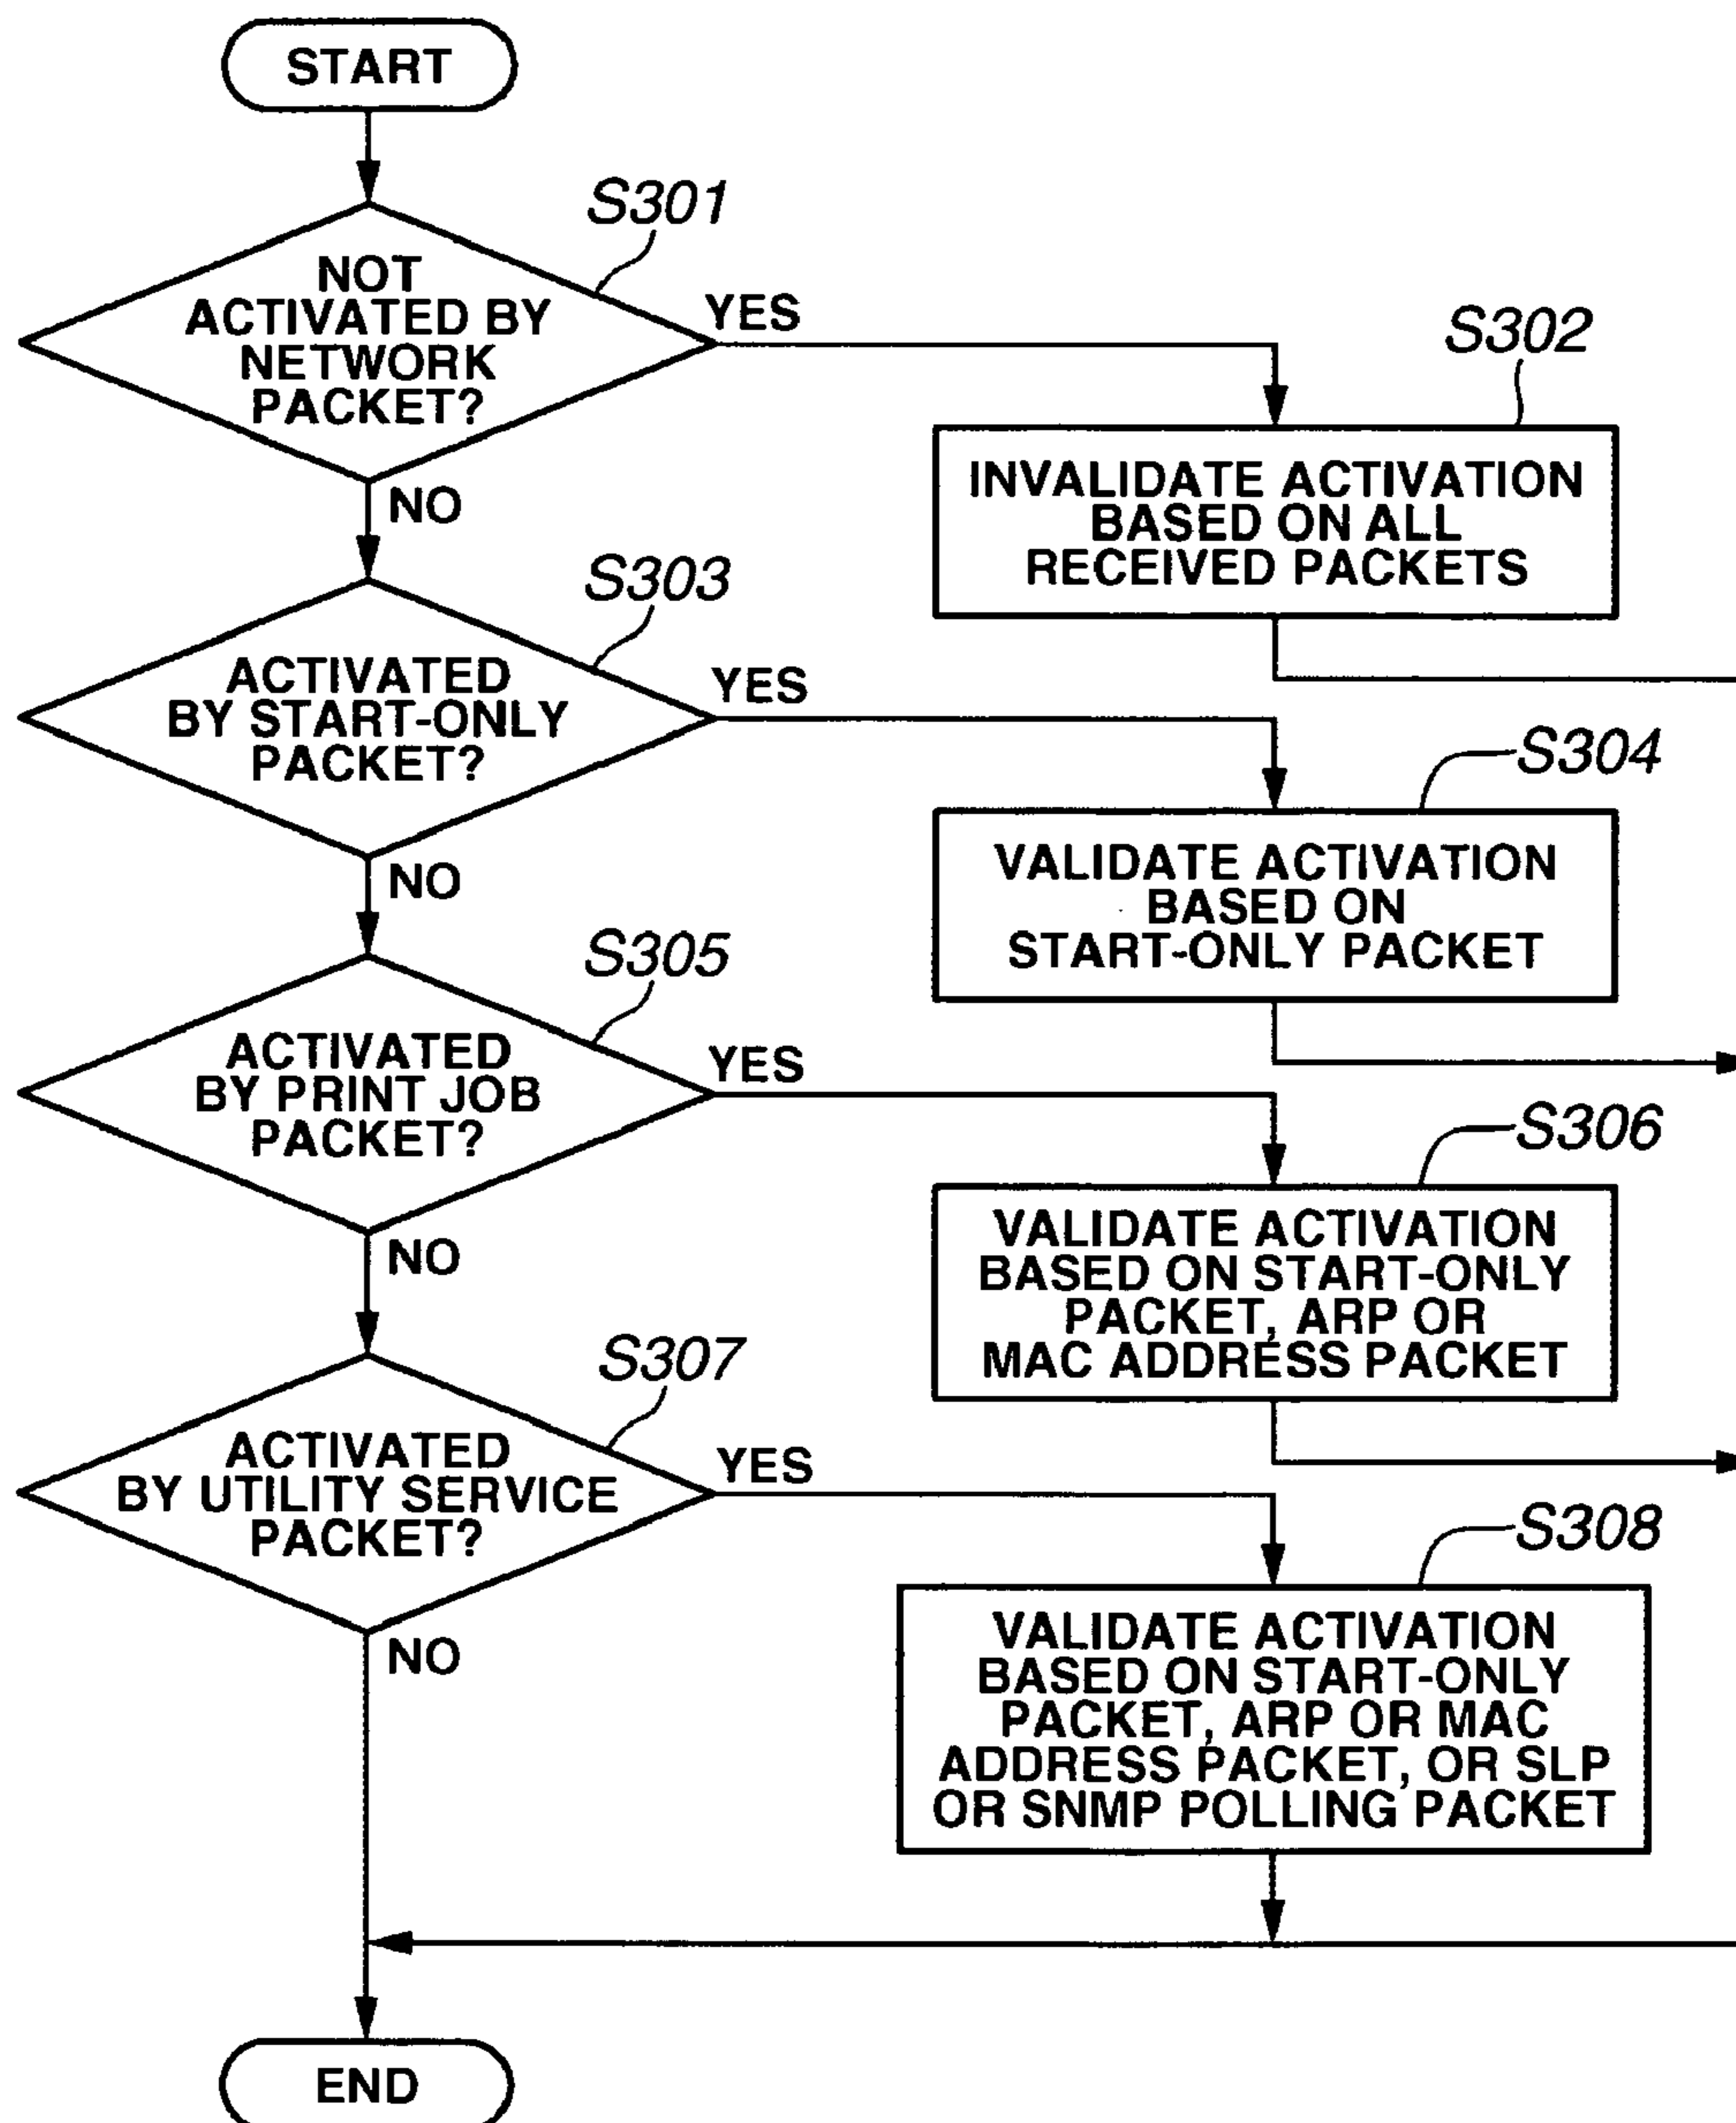 START
S301
NOT
ACTIVATED BY
NETWORK
PACKET?
YES
NO
S302
INVALIDATE ACTIVATION
BASED ON ALL
RECEIVED PACKETS
S303
ACTIVATED
BY START-ONLY
PACKET?
YES
NO
S304
VALIDATE ACTIVATION
BASED ON
START-ONLY PACKET
S305
ACTIVATED
BY PRINT JOB
PACKET?
YES
NO
S306
VALIDATE ACTIVATION
BASED ON START-ONLY
PACKET, ARP OR
MAC ADDRESS PACKET
S307
ACTIVATED
BY UTILITY SERVICE
PACKET?
YES
NO
S308
VALIDATE ACTIVATION
BASED ON START-ONLY
PACKET, ARP OR MAC
ADDRESS PACKET, OR SLP
OR SNMP POLLING PACKET
END